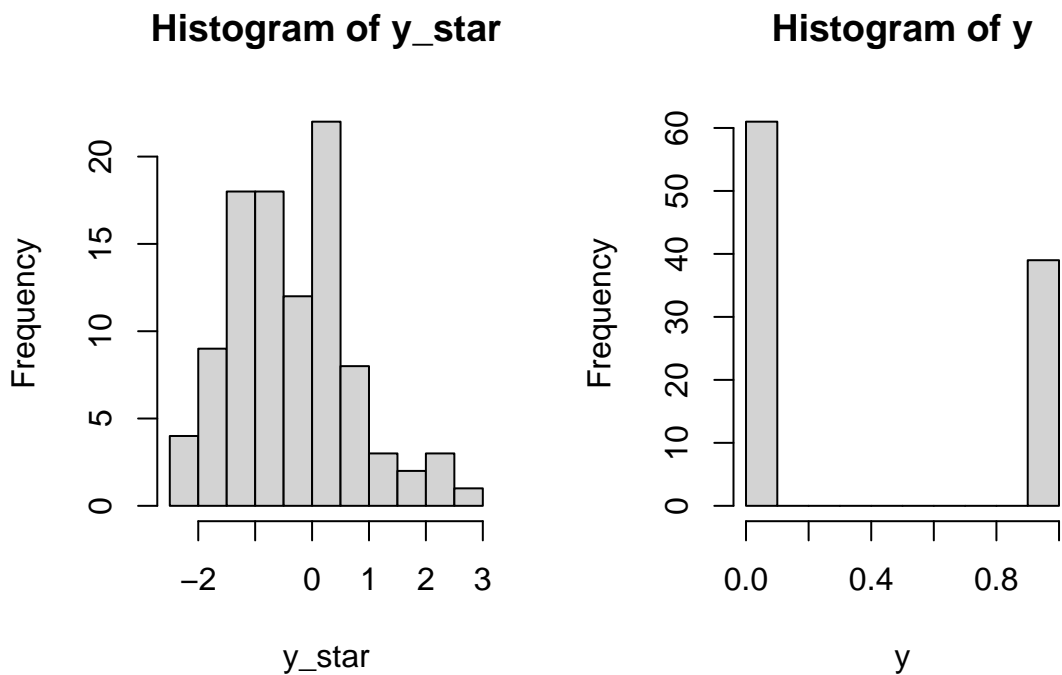 Histogram of y_star
Frequency
0 5 10 15 20
−2 0 1 2 3
y_star
Histogram of y
Frequency
0 10 20 30 40 50 60
0.0 0.4 0.8
y